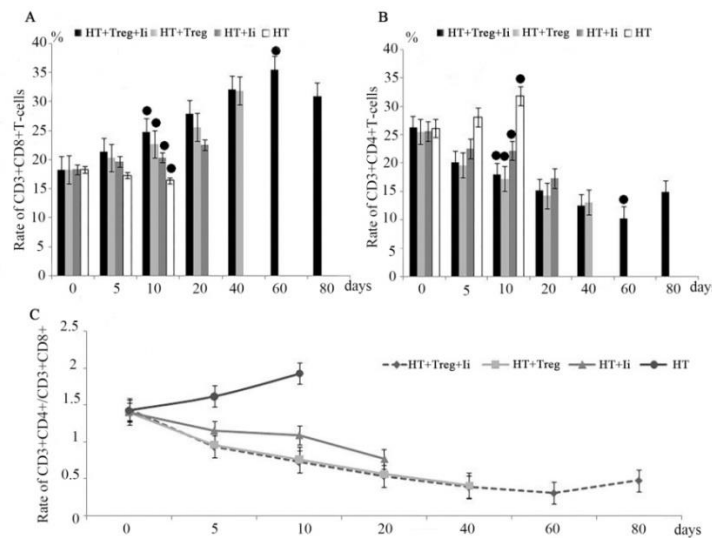 A
% HT+Treg+Ii HT+Treg HT+Ii HT
Rate of CD3+CD8+T-cells
40
35
30
25
20
15
10
5
0
0 5 10 20 40 60 80 days
B
% HT+Treg+Ii HT+Treg HT+Ii HT
Rate of CD3+CD4+T-cells
40
35
30
25
20
15
10
5
0
0 5 10 20 40 60 80 days
C
Rate of CD3+CD4+/CD3+CD8+
2.5
2
1.5
1
0.5
0
HT+Treg+Ii HT+Treg HT+Ii HT
0 5 10 20 40 60 80 days